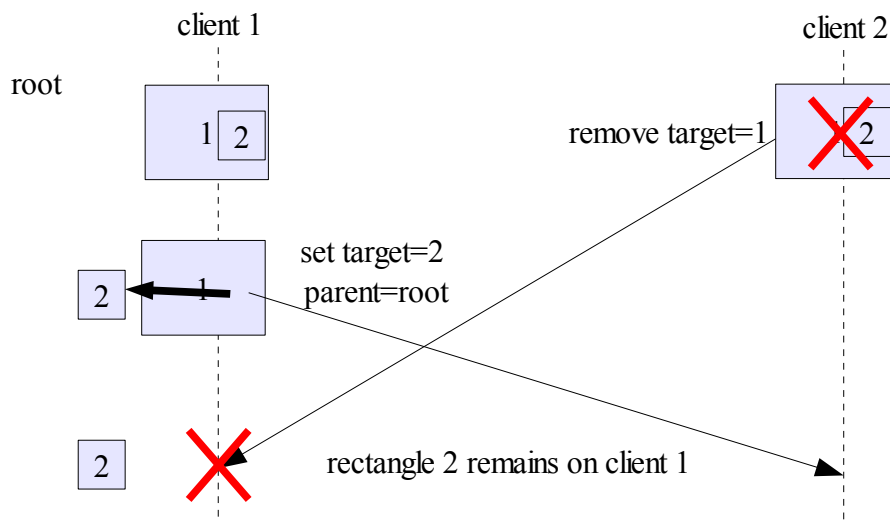 client 1
client 2
root
1
2
remove target=1
2
set target=2
2
1
parent=root
2
rectangle 2 remains on client 1